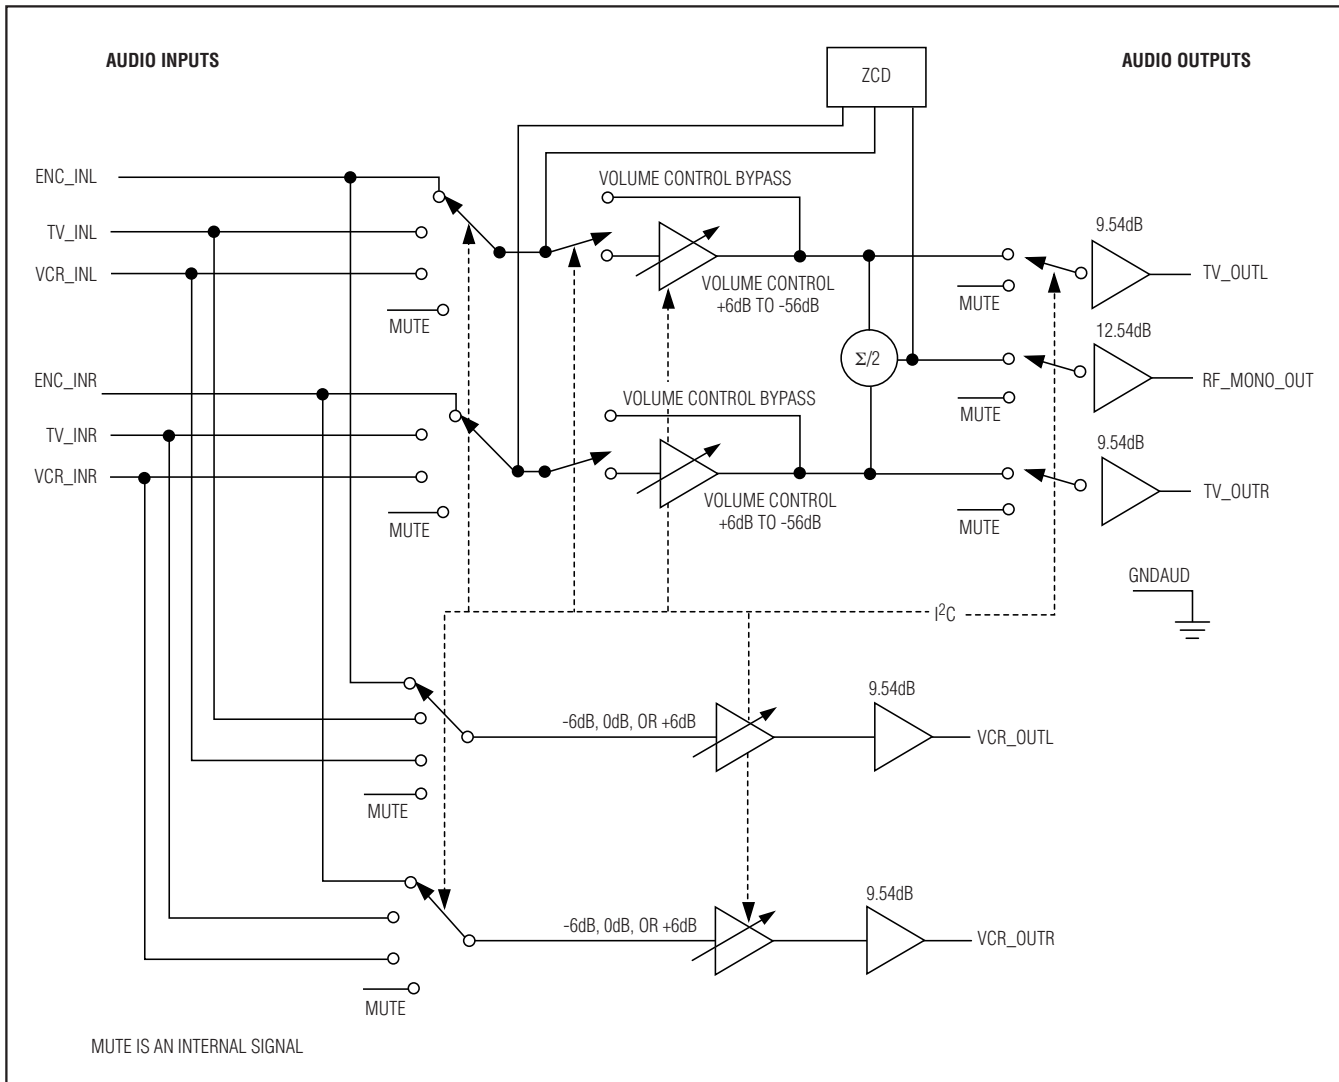 AUDIO INPUTS
AUDIO OUTPUTS
ZCD
ENC_INL
VOLUME CONTROL BYPASS
9.54dB
TV_INL
VCR_INL
VOLUME CONTROL
+6dB TO -56dB
TV_OUTL
MUTE
MUTE
12.54dB
Σ/2
ENC_INR
RF_MONO_OUT
VOLUME CONTROL BYPASS
MUTE
TV_INR
9.54dB
VCR_INR
VOLUME CONTROL
+6dB TO -56dB
TV_OUTR
MUTE
MUTE
GNDAUD
I²C
9.54dB
-6dB, 0dB, OR +6dB
VCR_OUTL
MUTE
9.54dB
-6dB, 0dB, OR +6dB
VCR_OUTR
MUTE
MUTE IS AN INTERNAL SIGNAL